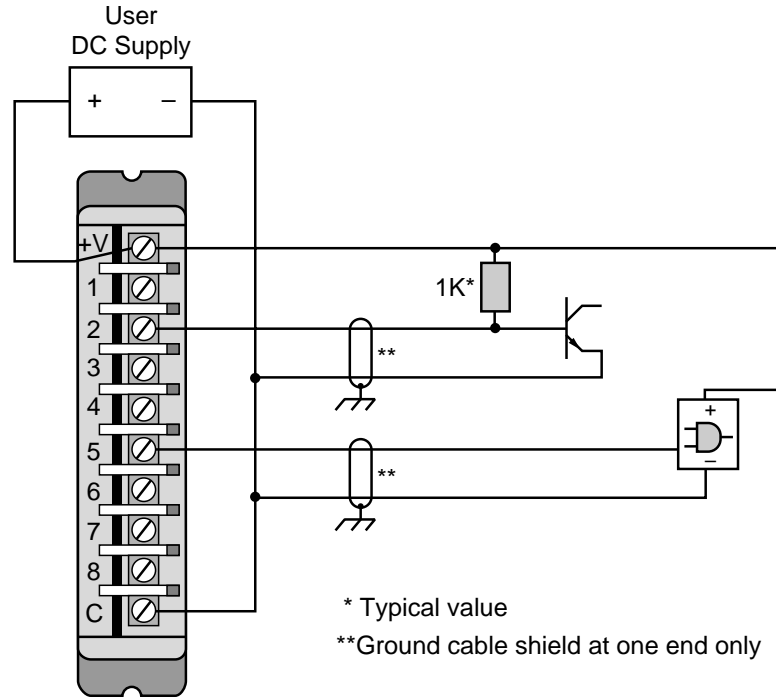 User
DC Supply
+ –
+V
1
1K*
2
**
3
4
+
5
–
**
6
7
8
C
* Typical value
**Ground cable shield at one end only